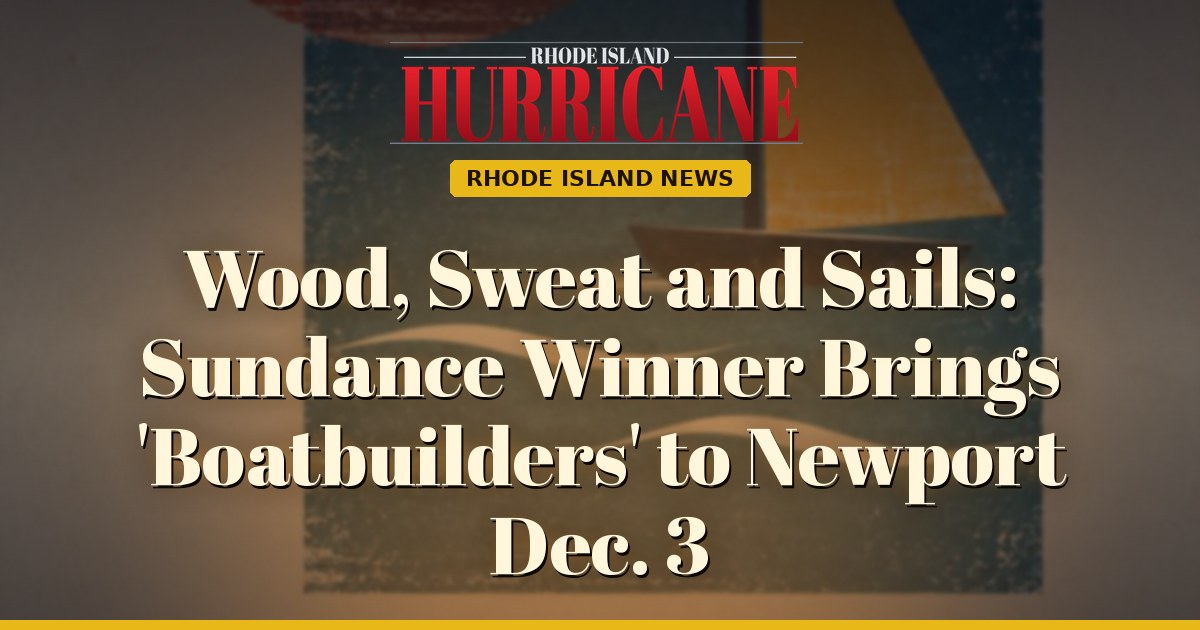 RHODE ISLAND
HURRICANE
RHODE ISLAND NEWS
Wood, Sweat and Sails:
Sundance Winner Brings
'Boatbuilders' to Newport
Dec. 3